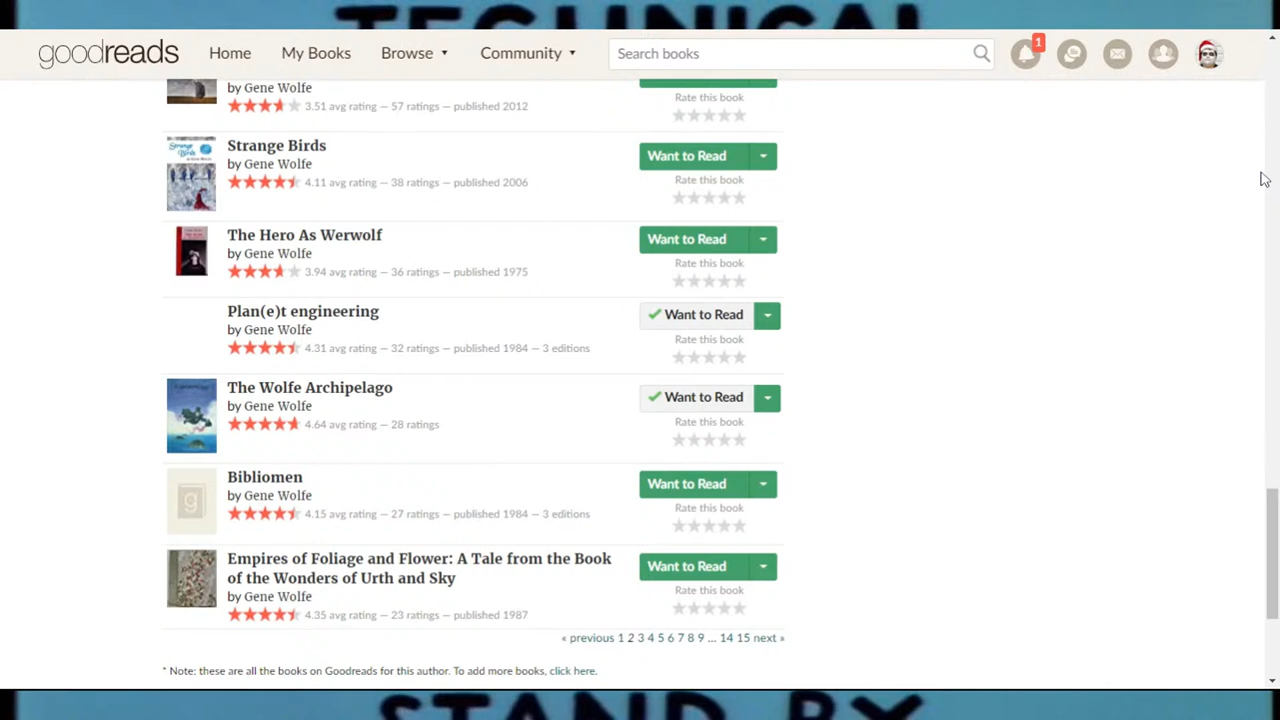 TECHNICAL
goodreads Home My Books Browse Community Search books 1
by Gene Wolfe
3.51 avg rating — 57 ratings — published 2012
Rate this book
Strange Birds
by Gene Wolfe
4.11 avg rating — 38 ratings — published 2006
Want to Read
Rate this book
The Hero As Werwolf
by Gene Wolfe
3.94 avg rating — 36 ratings — published 1975
Want to Read
Rate this book
Plan(e)t engineering
by Gene Wolfe
4.31 avg rating — 32 ratings — published 1984 — 3 editions
Want to Read
Rate this book
The Wolfe Archipelago
by Gene Wolfe
4.64 avg rating — 28 ratings
Want to Read
Rate this book
g
Bibliomen
by Gene Wolfe
4.15 avg rating — 27 ratings — published 1984 — 3 editions
Want to Read
Rate this book
Empires of Foliage and Flower: A Tale from the Book
of the Wonders of Urth and Sky
by Gene Wolfe
4.35 avg rating — 23 ratings — published 1987
Want to Read
Rate this book
« previous 1 2 3 4 5 6 7 8 9 … 14 15 next »
* Note: these are all the books on Goodreads for this author. To add more books, click here.
STAND BY